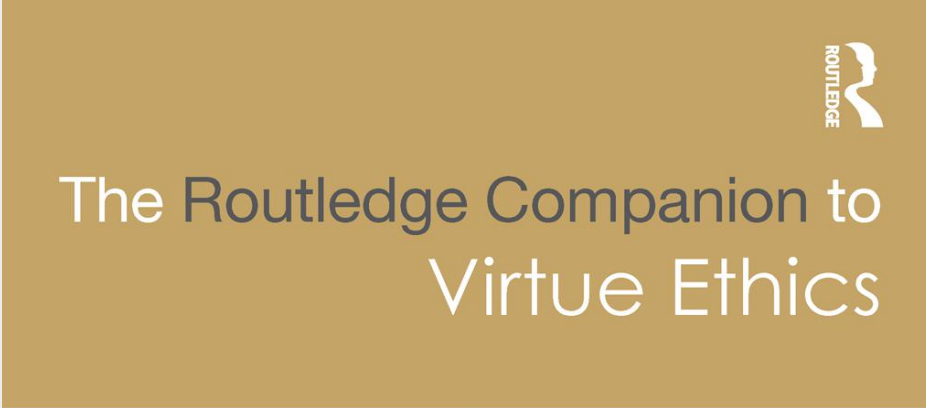 ROUTLEDGE
The Routledge Companion to
Virtue Ethics